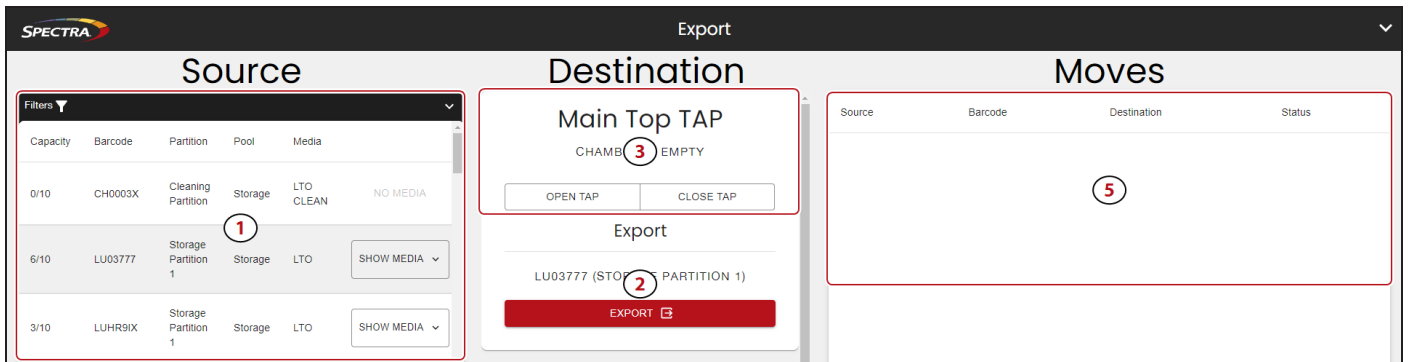 SPECTRA
Export
Source
Destination
Moves
Filters
Capacity Barcode Partition Pool Media
0/10 CH0003X Cleaning Partition Storage LTO CLEAN NO MEDIA
1
6/10 LU03777 Storage Partition 1 Storage LTO SHOW MEDIA
3/10 LUHR9IX Storage Partition 1 Storage LTO SHOW MEDIA
Main Top TAP
CHAMB 3 EMPTY
OPEN TAP CLOSE TAP
Export
LU03777 (STO 2 E PARTITION 1)
EXPORT
Source Barcode Destination Status
5